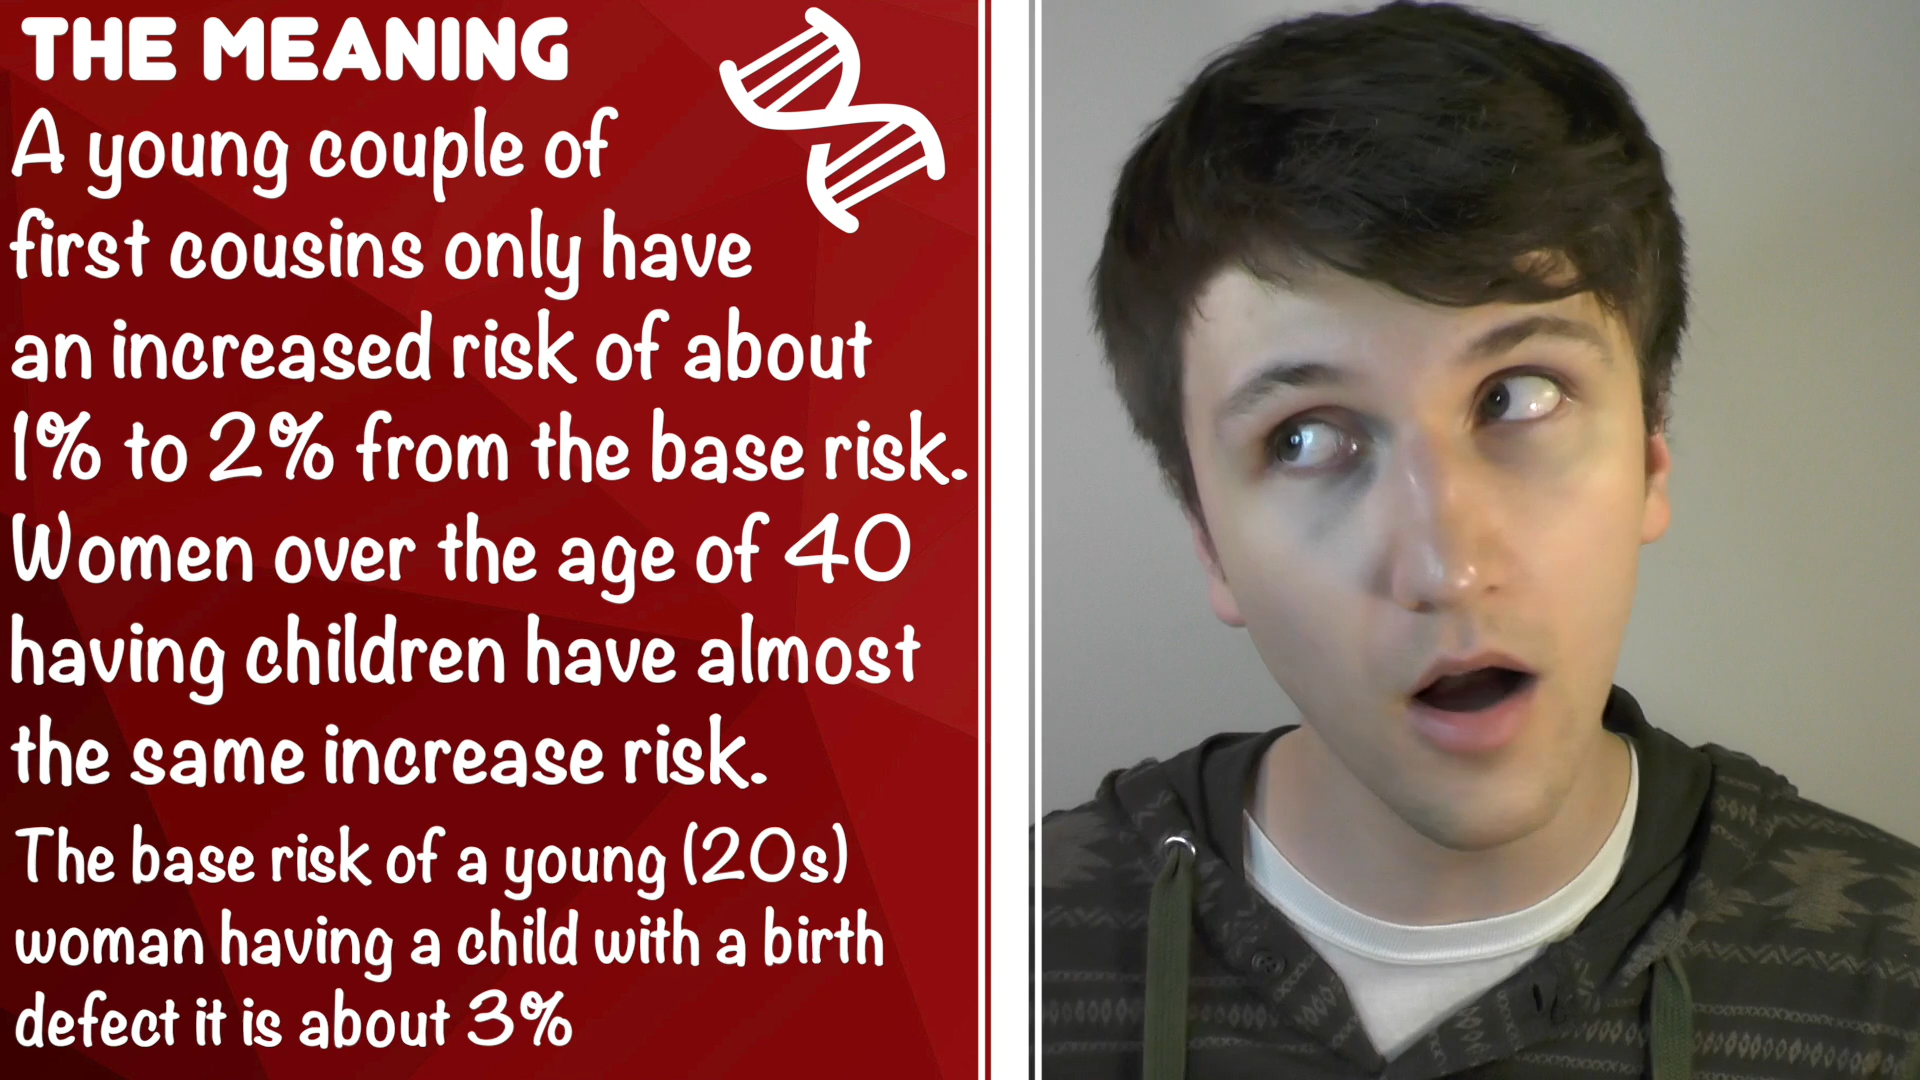 THE MEANING
A young couple of
first cousins only have
an increased risk of about
1% to 2% from the base risk.
Women over the age of 40
having children have almost
the same increase risk.
The base risk of a young (20s)
woman having a child with a birth
defect it is about 3%